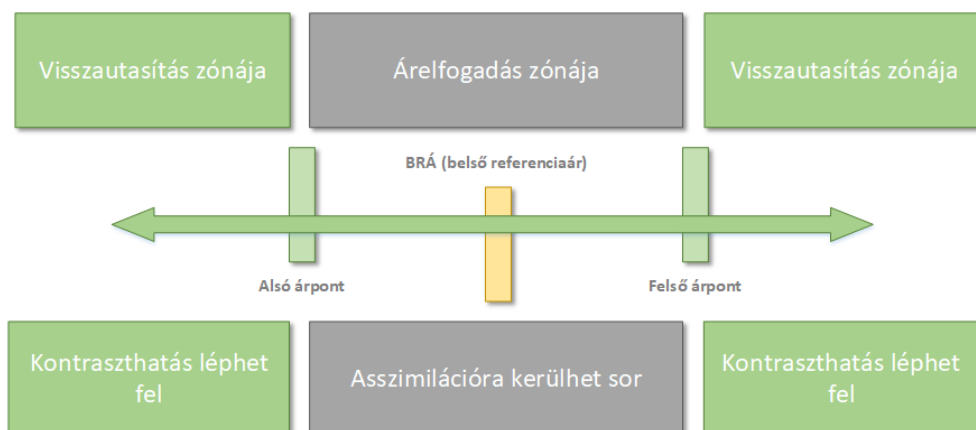 Visszautasítás zónája
Árelfogadás zónája
Visszautasítás zónája
BRÁ (belső referenciaár)
Alsó árpont
Felső árpont
Kontraszthatás léphet
fel
Asszimilációra kerülhet sor
Kontraszthatás léphet
fel